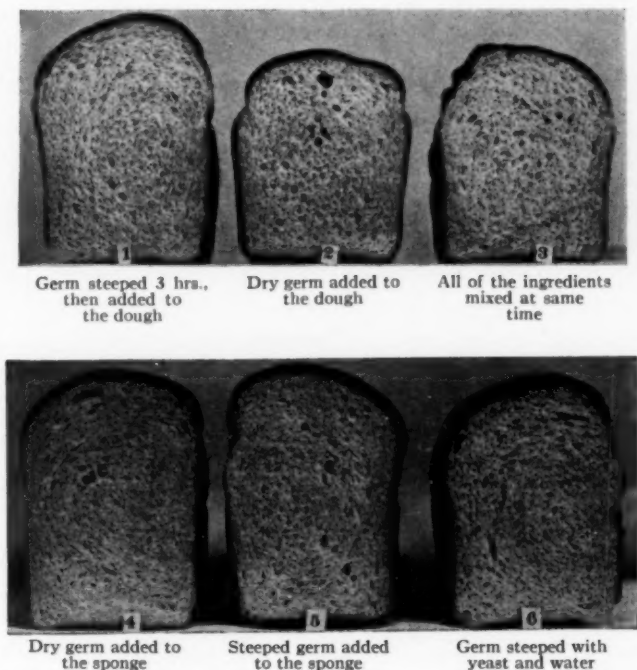 1 2 3
Germ steeped 3 hrs., Dry germ added to All of the ingredients
then added to the dough mixed at same
the dough time
4 5 6
Dry germ added to Steeped germ added Germ steeped with
the sponge to the sponge yeast and water